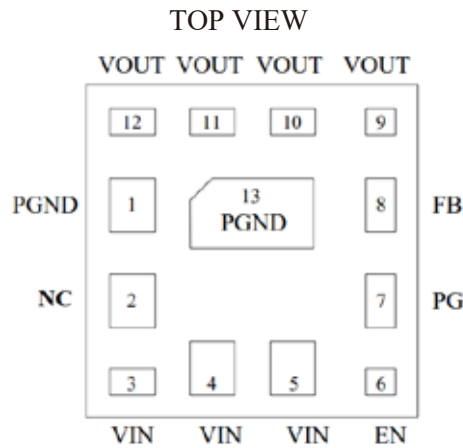 TOP VIEW
VOUT VOUT VOUT VOUT
12 11 10 9
PGND 1 13 8 FB
PGND
NC 2 7 PG
3 4 5 6
VIN VIN VIN EN